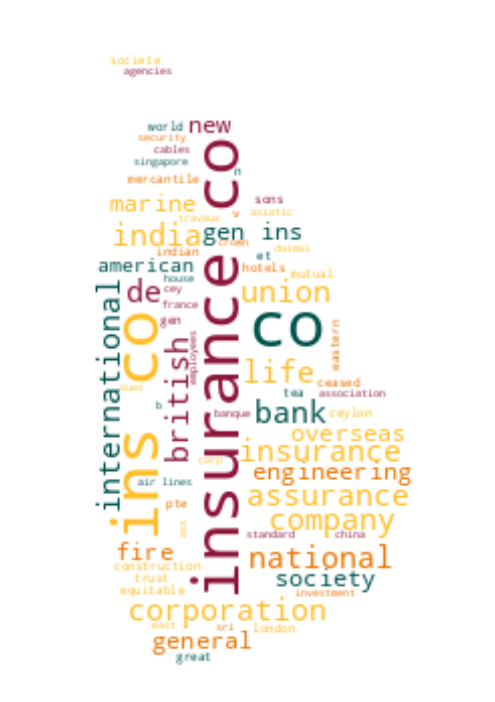 societe
agencies
world
new
security
cables
singapore
n
mercantile
sons
marine
v
asiatic
travaux
india
gen ins
crown
daimei
indian
et
american
hotels
house
mutual
de
cey
union
france
gen
co
international
ins co
british
employees
insurance co
eastern
life
suez
ceased
tea
association
b
banque
bank
ceylon
overseas
insurance
corp
engineering
air lines
assurance
pte
company
ass
standard
china
fire
national
construction
society
trust
equitable
investment
corporation
east
sri
london
general
great